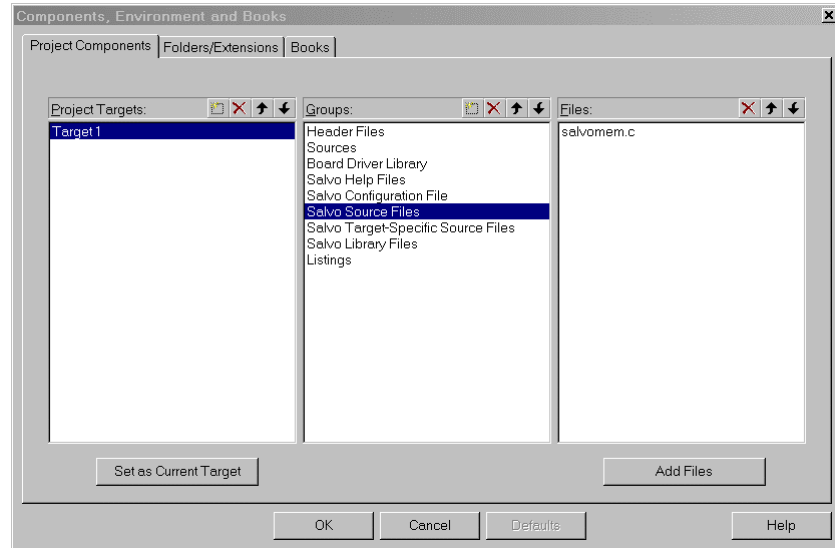 Components, Environment and Books
Project Components Folders/Extensions Books
Project Targets: Groups: Files:
Target 1
Header Files
Sources
Board Driver Library
Salvo Help Files
Salvo Configuration File
Salvo Source Files
Salvo Target-Specific Source Files
Salvo Library Files
Listings
salvomem.c
Set as Current Target Add Files
OK Cancel Defaults Help